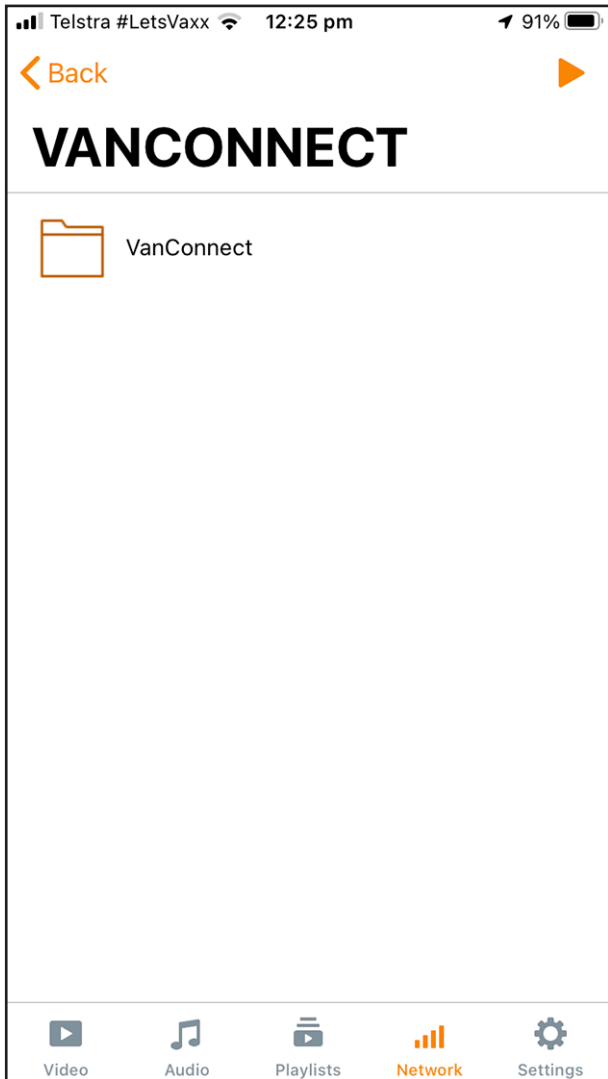 Telstra #LetsVaxx 12:25 pm 91%
Back
VANCONNECT
VanConnect
Video Audio Playlists Network Settings